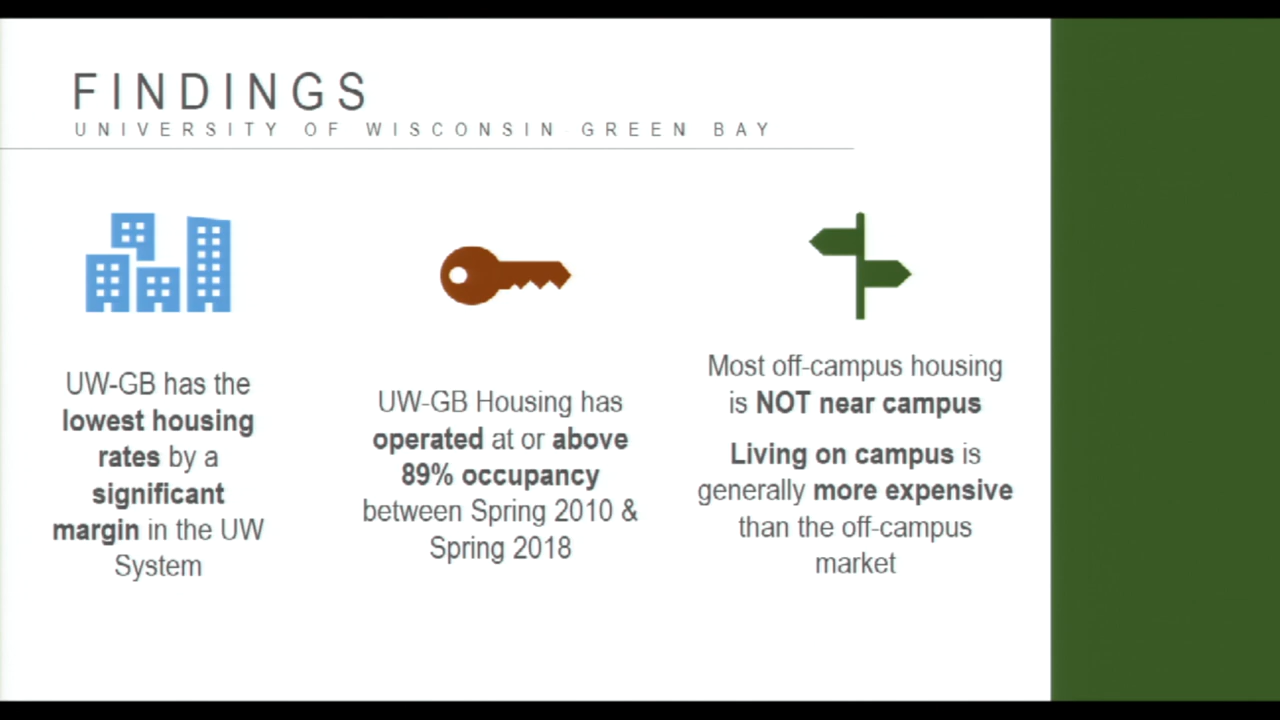 FINDINGS
UNIVERSITY OF WISCONSIN-GREEN BAY
UW-GB has the
lowest housing
rates by a
significant
margin in the UW
System
UW-GB Housing has
operated at or above
89% occupancy
between Spring 2010 &
Spring 2018
Most off-campus housing
is NOT near campus
Living on campus is
generally more expensive
than the off-campus
market